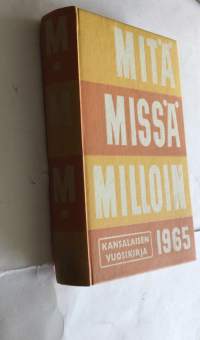 MITÄ
MISSÄ
MILLOIN
KANSALAISEN
VUOSIKIRJA
1965
M
M
M